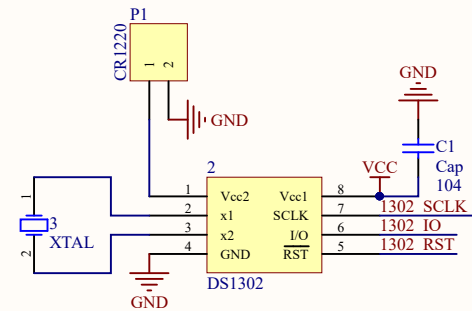 P1
CR1220
1
2
GND
GND
C1
Cap
104
VCC
2
1 Vcc2 Vcc1 8
2 x1 SCLK 7 1302 SCLK
3 x2 I/O 6 1302 IO
4 GND RST 5 1302 RST
DS1302
1
3
XTAL
2
GND